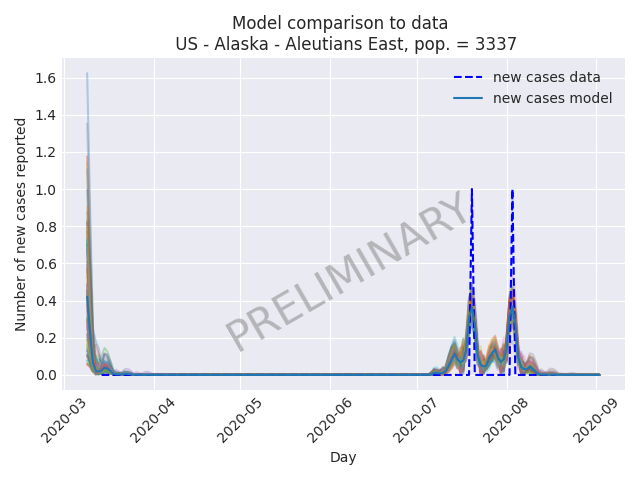 Model comparison to data
US - Alaska - Aleutians East, pop. = 3337
new cases data
new cases model
Number of new cases reported
1.6
1.4
1.2
1.0
0.8
0.6
0.4
0.2
0.0
PRELIMINARY
2020-03
2020-04
2020-05
2020-06
2020-07
2020-08
2020-09
Day